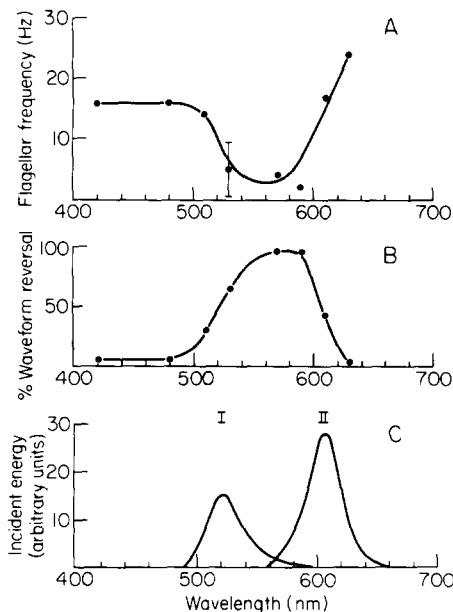 A
Flagellar frequency (Hz)
30
20
10
400 500 600 700
B
% Waveform reversal
100
50
400 500 600 700
I II C
Incident energy
(arbitrary units)
30
20
10
400 500 600 700
Wavelength (nm)